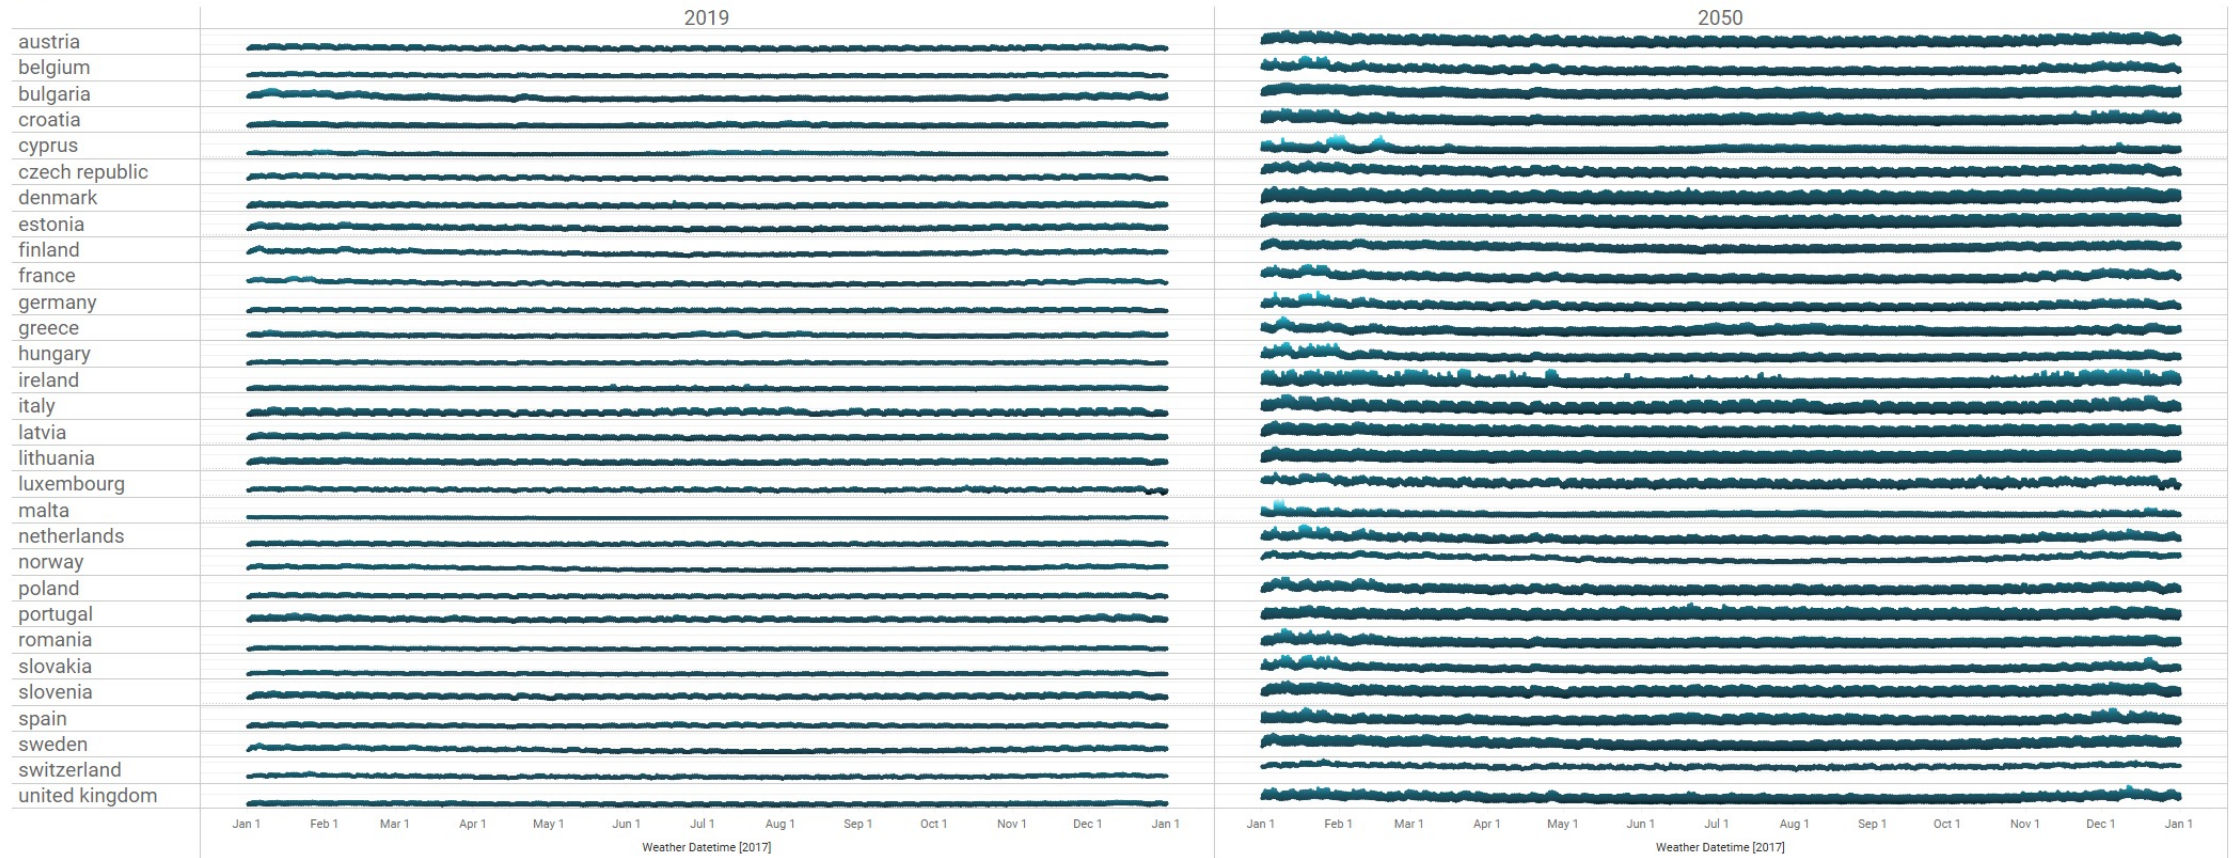 2019 2050
austria
belgium
bulgaria
croatia
cyprus
czech republic
denmark
estonia
finland
france
germany
greece
hungary
ireland
italy
latvia
lithuania
luxembourg
malta
netherlands
norway
poland
portugal
romania
slovakia
slovenia
spain
sweden
switzerland
united kingdom
Jan 1 Feb 1 Mar 1 Apr 1 May 1 Jun 1 Jul 1 Aug 1 Sep 1 Oct 1 Nov 1 Dec 1 Jan 1 Jan 1 Feb 1 Mar 1 Apr 1 May 1 Jun 1 Jul 1 Aug 1 Sep 1 Oct 1 Nov 1 Dec 1 Jan 1
Weather Datetime [2017] Weather Datetime [2017]